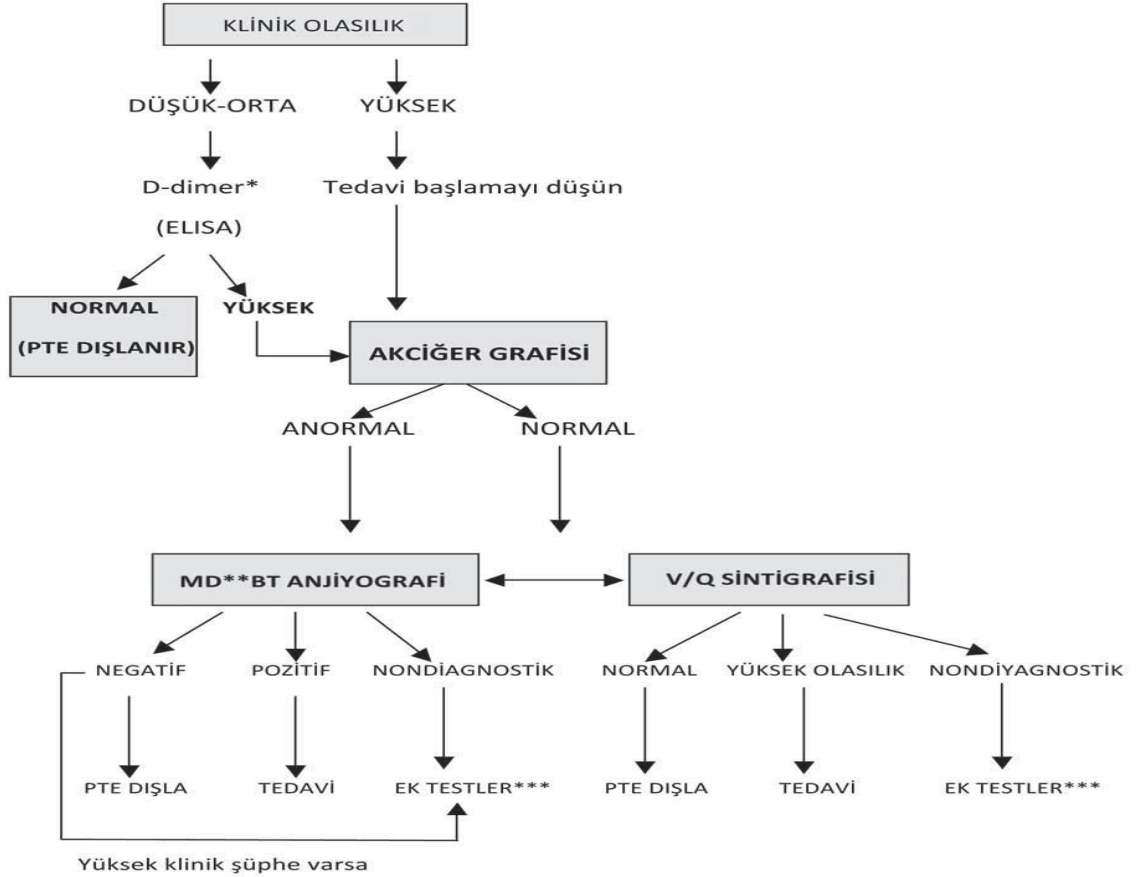 KLİNİK OLASILIK
DÜŞÜK-ORTA YÜKSEK
D-dimer* Tedavi başlamayı düşün
(ELISA)
NORMAL YÜKSEK
(PTE DIŞLANIR)
AKCİĞER GRAFİSİ
ANORMAL NORMAL
MD**BT ANJİYOGRAFİ V/Q SİNTİGRAFİSİ
NEGATİF POZİTİF NONDİAGNOSTİK NORMAL YÜKSEK OLASILIK NONDİYAGNOSTİK
PTE DIŞLA TEDAVİ EK TESTLER*** PTE DIŞLA TEDAVİ EK TESTLER***
Yüksek klinik şüphe varsa